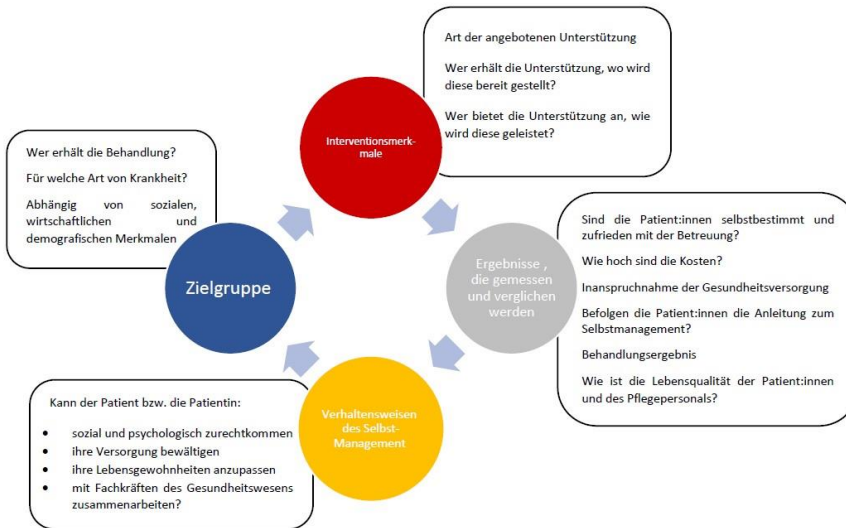 Art der angebotenen Unterstützung
Wer erhält die Unterstützung, wo wird
diese bereit gestellt?
Wer bietet die Unterstützung an, wie
wird diese geleistet?
Interventionsmerk-
male
Wer erhält die Behandlung?
Für welche Art von Krankheit?
Abhängig von sozialen,
wirtschaftlichen und
demografischen Merkmalen
Zielgruppe
Ergebnisse ,
die gemessen
und verglichen
werden
Sind die Patient:innen selbstbestimmt und
zufrieden mit der Betreuung?
Wie hoch sind die Kosten?
Inanspruchnahme der Gesundheitsversorgung
Befolgen die Patient:innen die Anleitung zum
Selbstmanagement?
Behandlungsergebnis
Wie ist die Lebensqualität der Patient:innen
und des Pflegepersonals?
Verhaltensweisen
des Selbst-
Management
Kann der Patient bzw. die Patientin:
• sozial und psychologisch zurechtkommen
• ihre Versorgung bewältigen
• ihre Lebensgewohnheiten anzupassen
• mit Fachkräften des Gesundheitswesens
zusammenarbeiten?